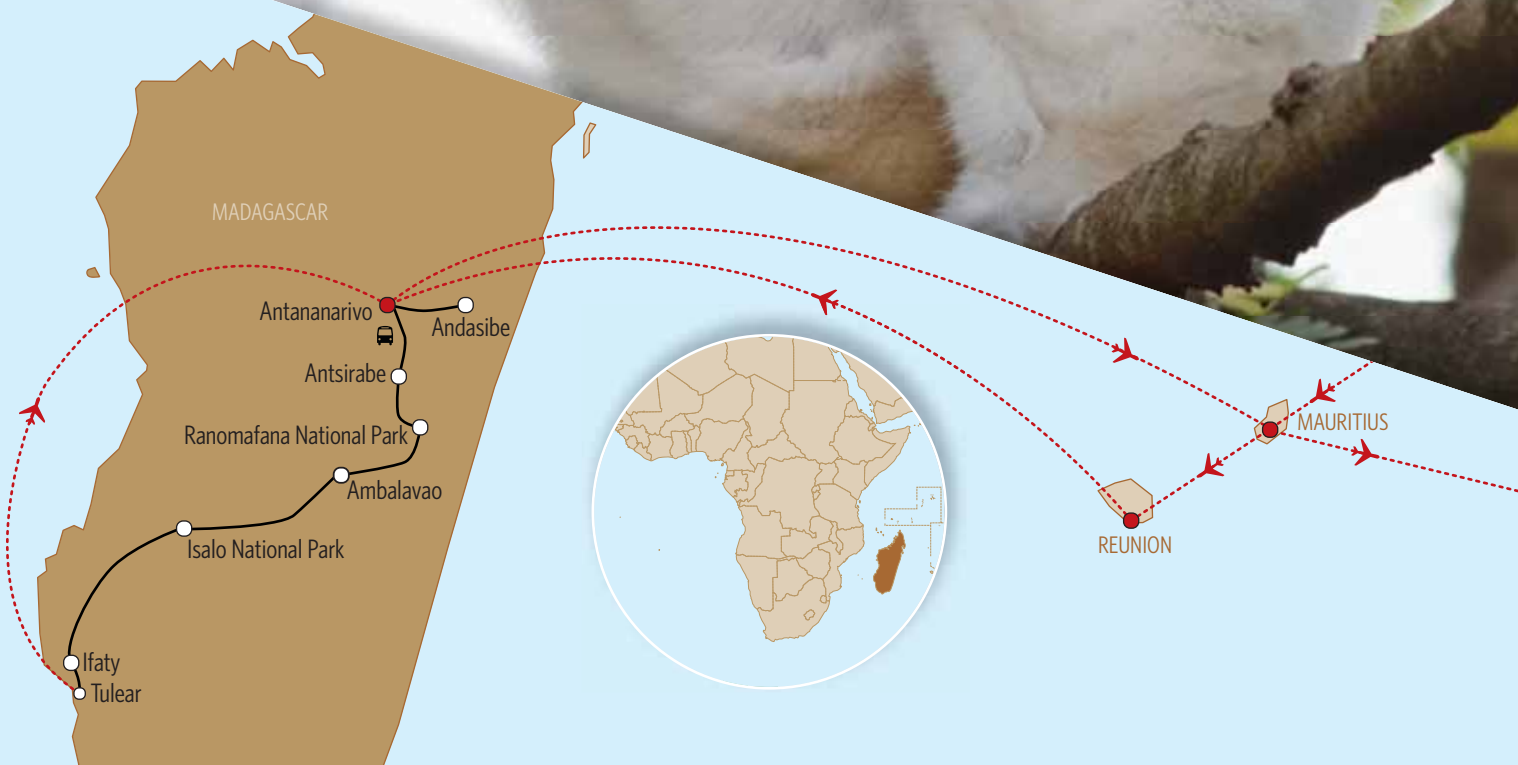 MADAGASCAR
Antananarivo
Andasibe
Antsirabe
Ranomafana National Park
Ambalavao
Isalo National Park
Ifaty
Tulear
MAURITIUS
REUNION